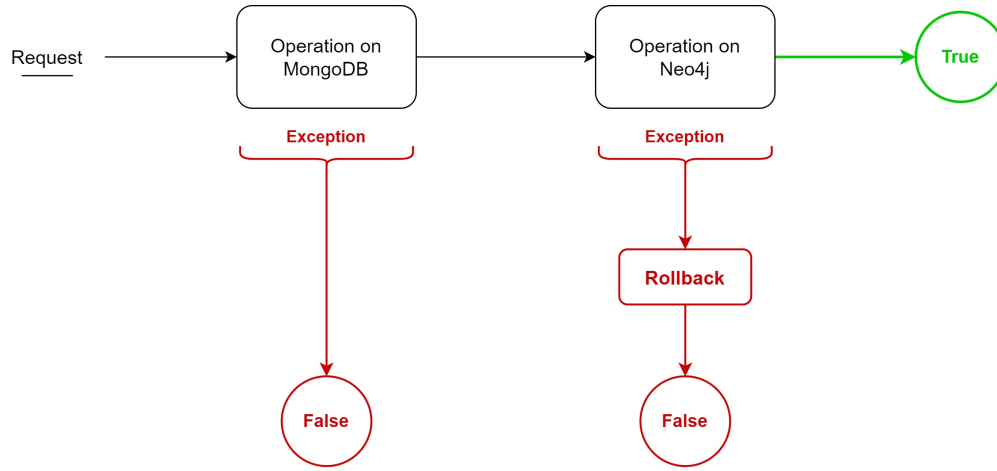 Request
Operation on
MongoDB
Operation on
Neo4j
True
Exception
Exception
Rollback
False
False